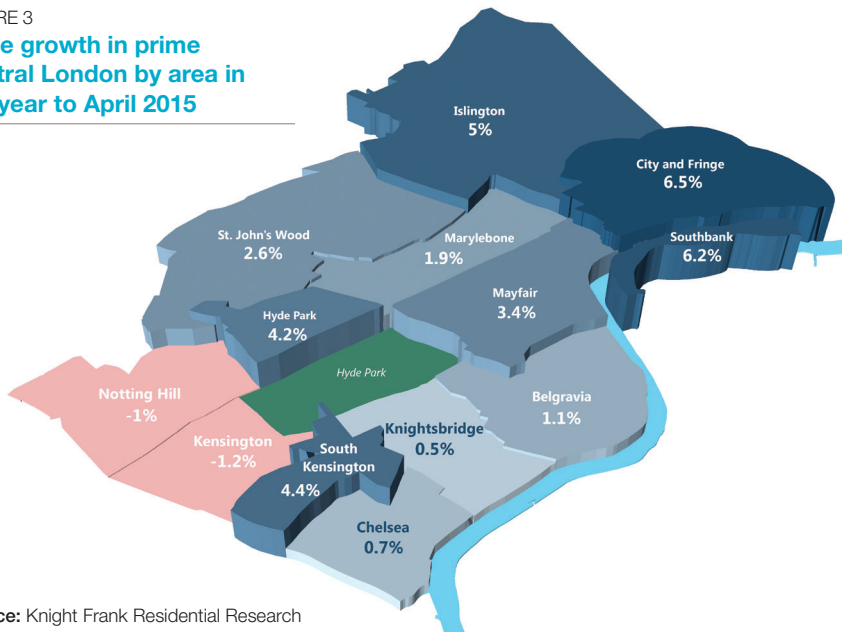 RE 3
e growth in prime
tral London by area in
year to April 2015
Islington
5%
City and Fringe
6.5%
St. John's Wood
2.6%
Marylebone
1.9%
Southbank
6.2%
Mayfair
3.4%
Hyde Park
4.2%
Hyde Park
Notting Hill
-1%
Belgravia
1.1%
Kensington
-1.2%
Knightsbridge
0.5%
South
Kensington
4.4%
Chelsea
0.7%
ce: Knight Frank Residential Research